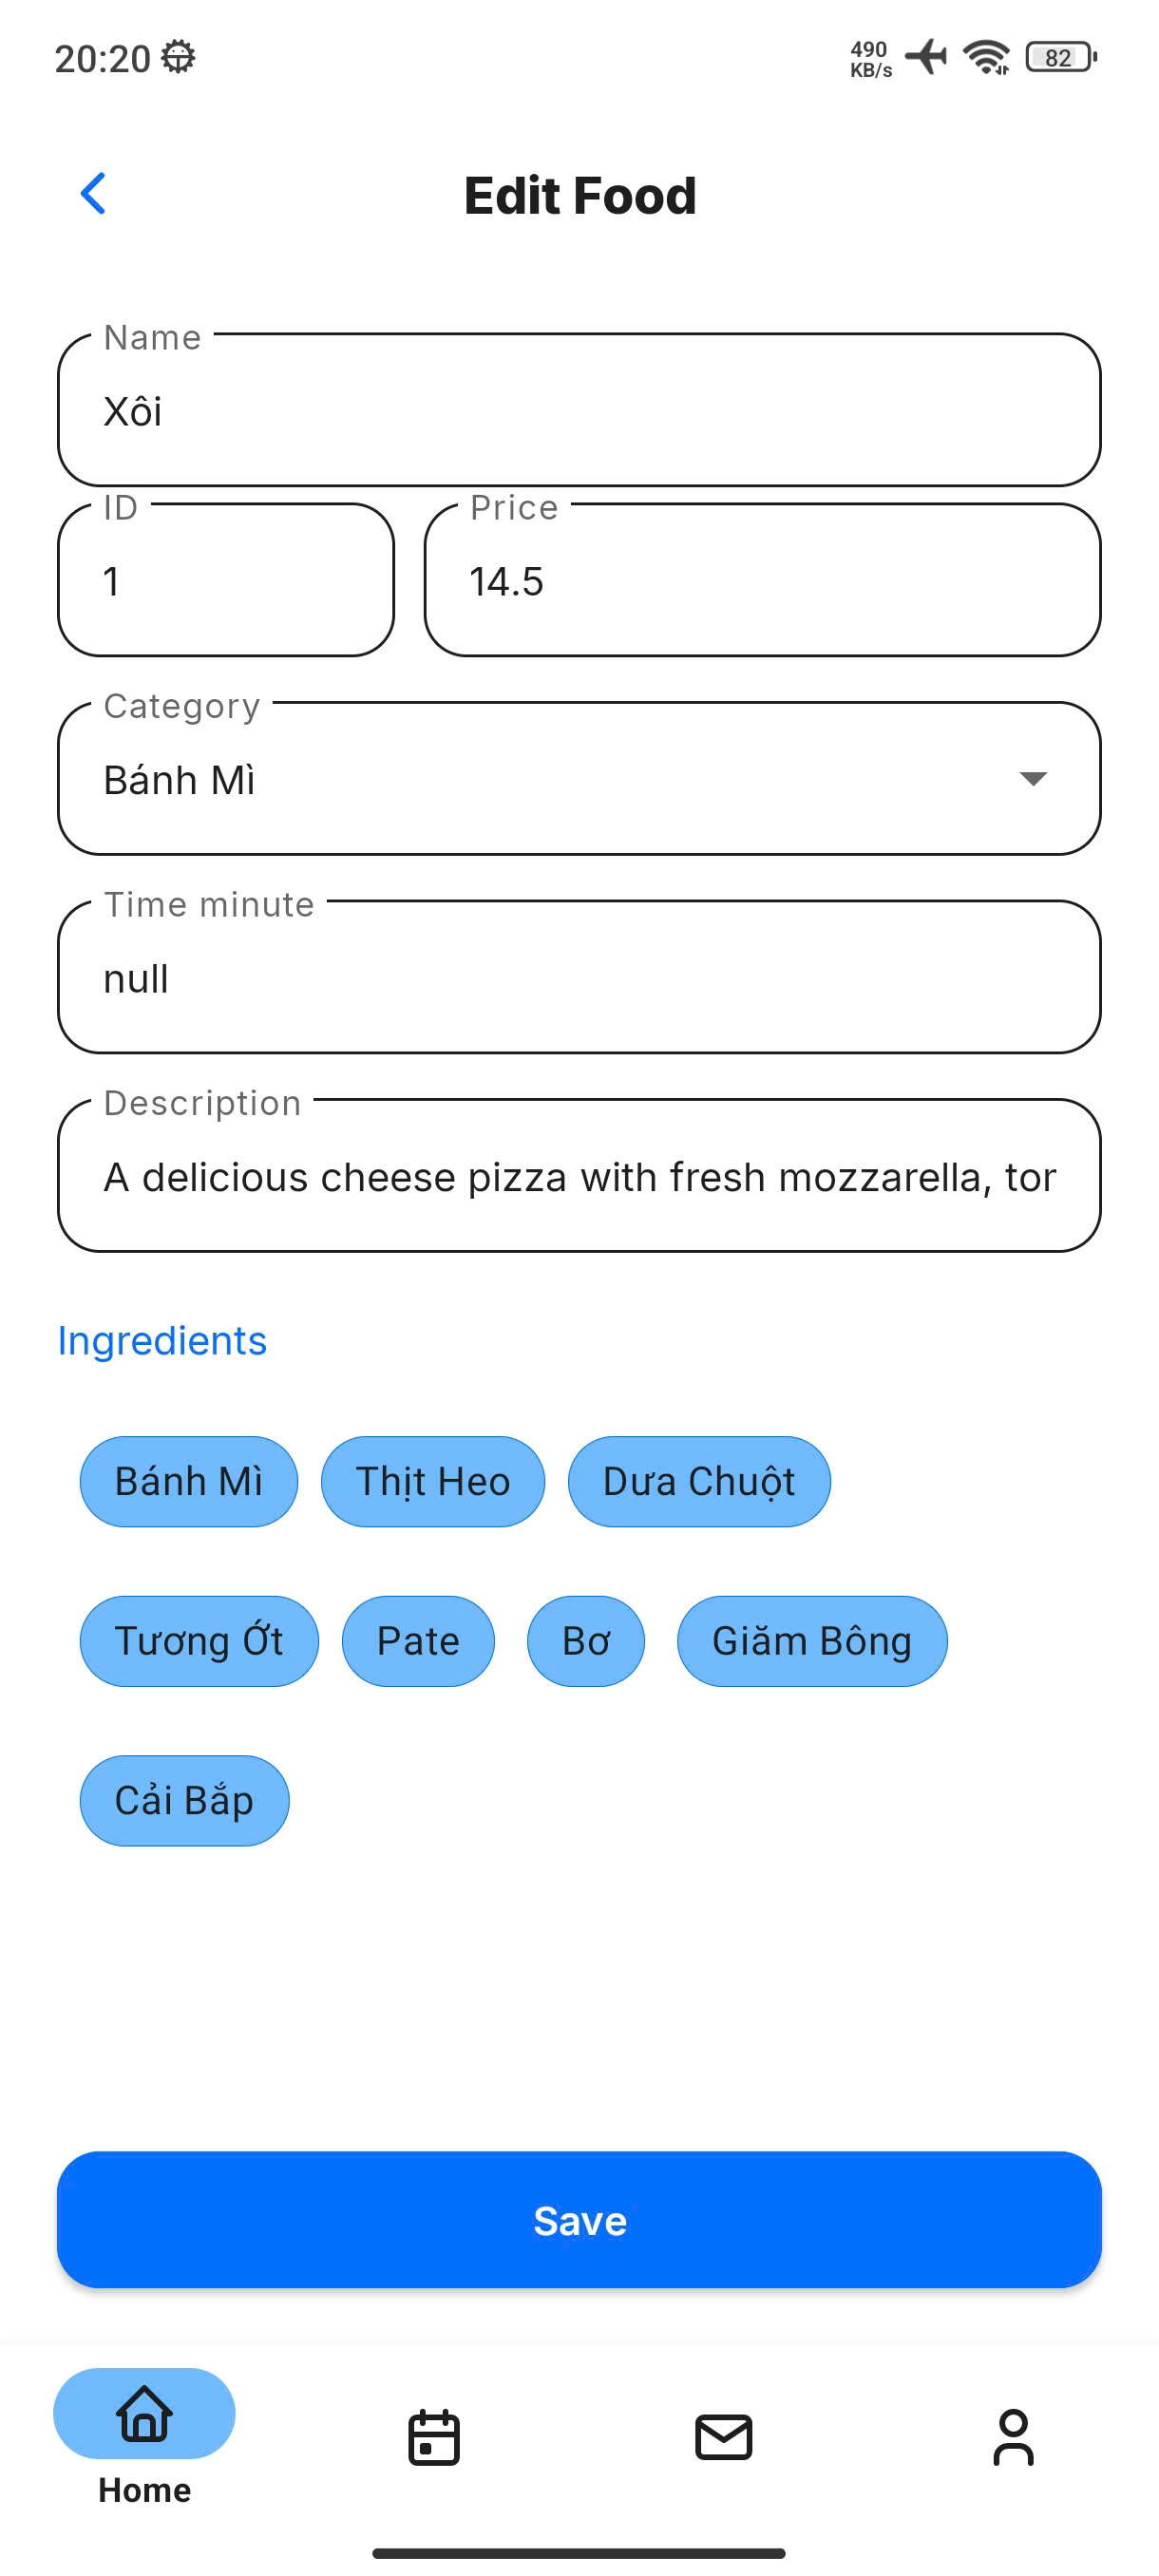 20:20
490
KB/s
82
Edit Food
Name
Xôi
ID
Price
1
14.5
Category
Bánh Mì
Time minute
null
Description
A delicious cheese pizza with fresh mozzarella, tor
Ingredients
Bánh Mì Thịt Heo Dưa Chuột
Tương Ớt Pate Bơ Giăm Bông
Cải Bắp
Save
Home